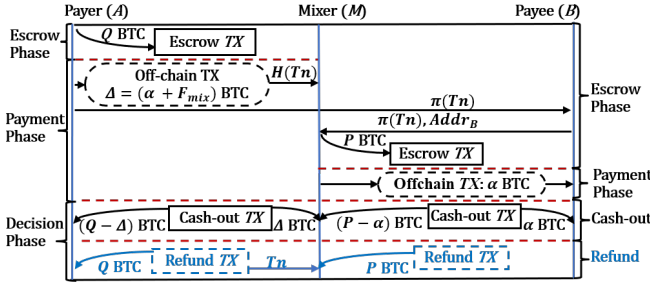 Payer (A) Mixer (M) Payee (B)
Escrow
Phase
Q BTC
Escrow TX
Off-chain TX
Δ = (α + F_mix) BTC
H(Tn)
Escrow
Phase
Payment
Phase
π(Tn)
π(Tn), Addr_B
P BTC
Escrow TX
Offchain TX: α BTC
Payment
Phase
Decision
Phase
(Q − Δ) BTC Cash-out TX Δ BTC (P − α) BTC Cash-out TX α BTC Cash-out
Q BTC Refund TX Tn P BTC Refund TX Refund